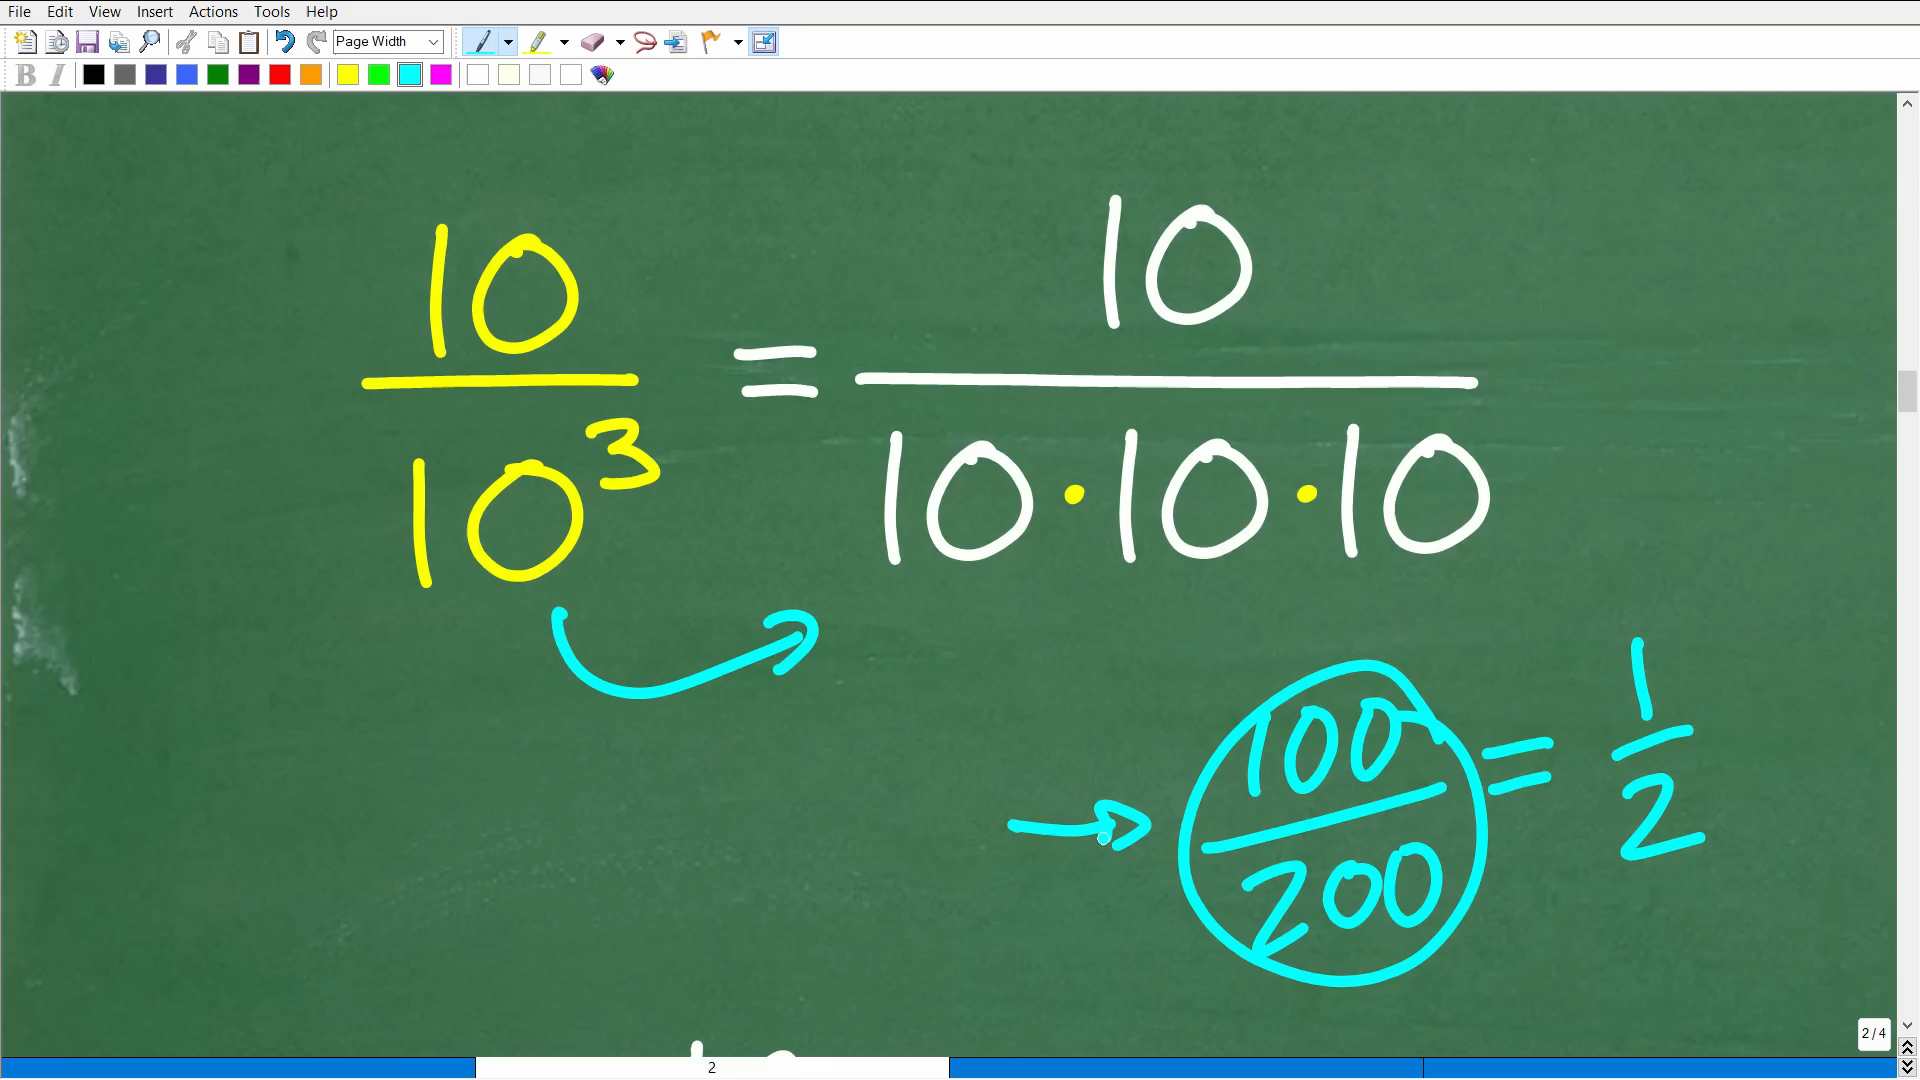 File Edit View Insert Actions Tools Help
Page Width
B I
10 / 10³ = 10 / 10 · 10 · 10
100 / 200 = 1 / 2
2 / 4
2